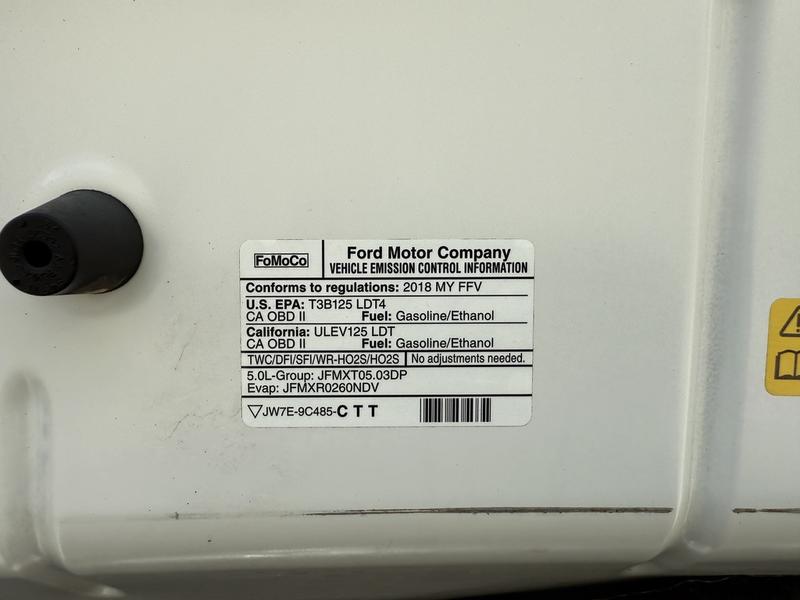 FoMoCo
Ford Motor Company
VEHICLE EMISSION CONTROL INFORMATION
Conforms to regulations: 2018 MY FFV
U.S. EPA: T3B125 LDT4
CA OBD II Fuel: Gasoline/Ethanol
California: ULEV125 LDT
CA OBD II Fuel: Gasoline/Ethanol
TWC/DFI/SFI/WR-HO2S/HO2S No adjustments needed.
5.0L-Group: JFMXT05.03DP
Evap: JFMXR0260NDV
JW7E-9C485-CTT